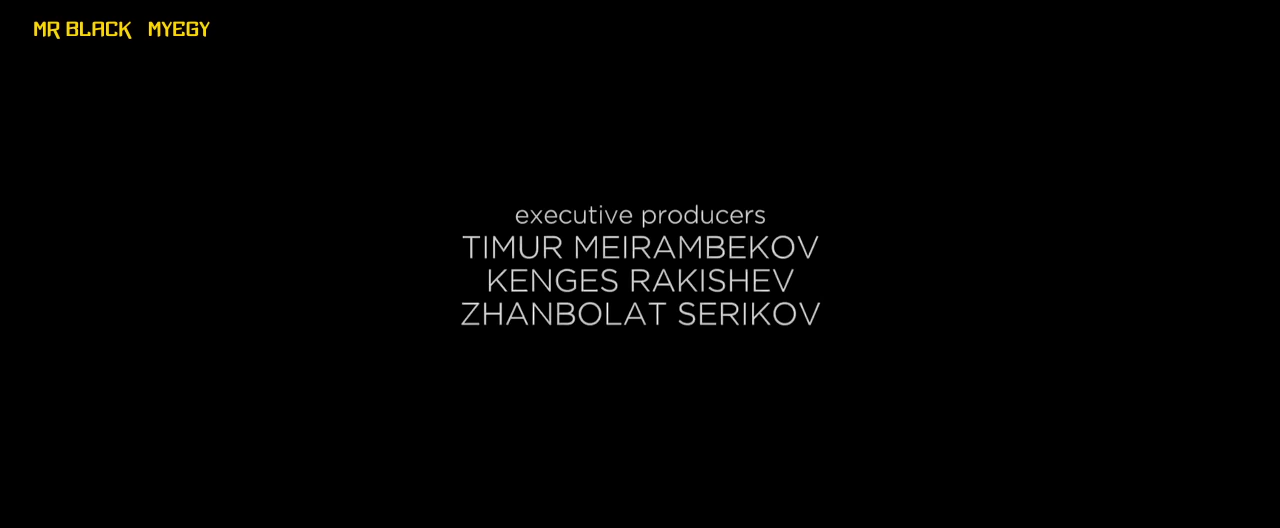 MR BLACK MYEGY
executive producers
TIMUR MEIRAMBEKOV
KENGES RAKISHEV
ZHANBOLAT SERIKOV